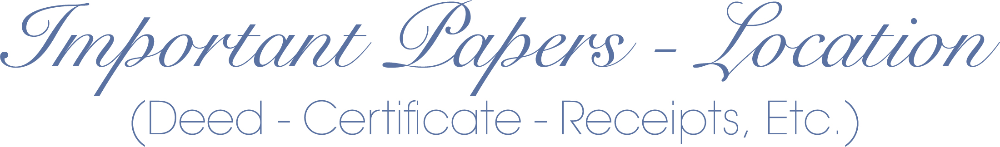 Important Papers - Location
(Deed - Certificate - Receipts, Etc.)